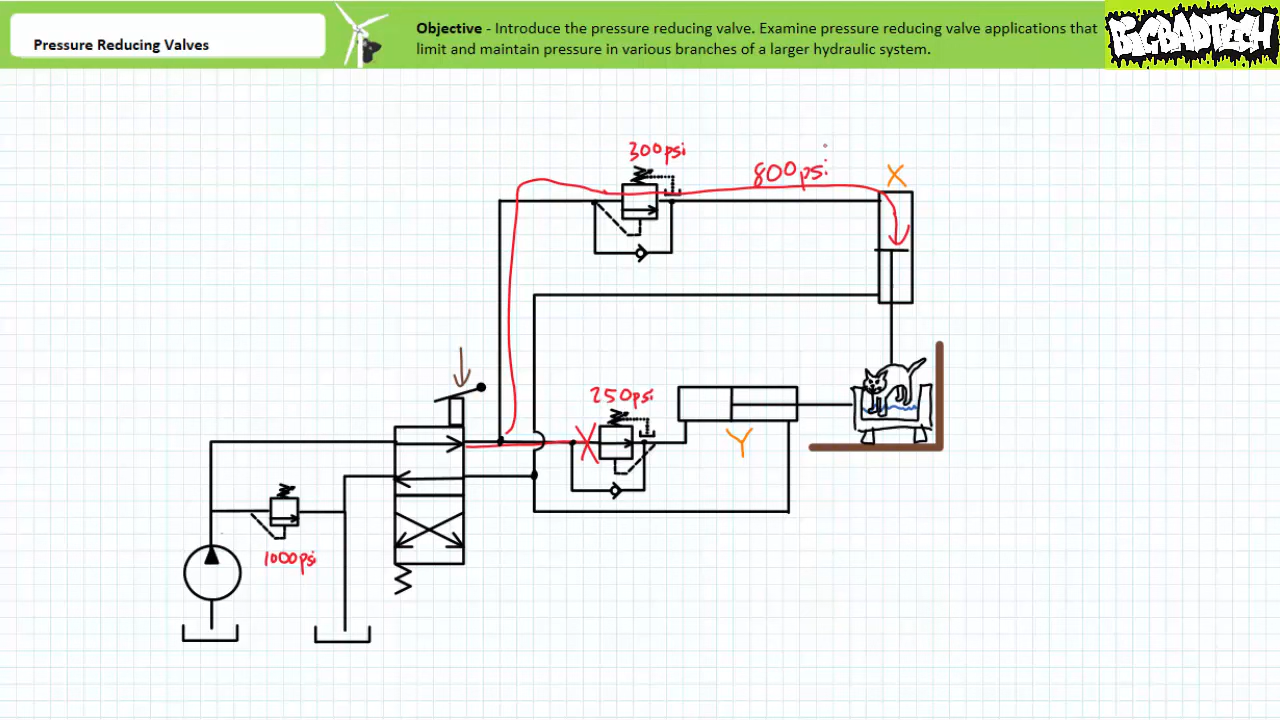 Pressure Reducing Valves
Objective - Introduce the pressure reducing valve. Examine pressure reducing valve applications that
limit and maintain pressure in various branches of a larger hydraulic system.
BIGBADTECH
300psi
800psi
X
250psi
X
Y
1000psi